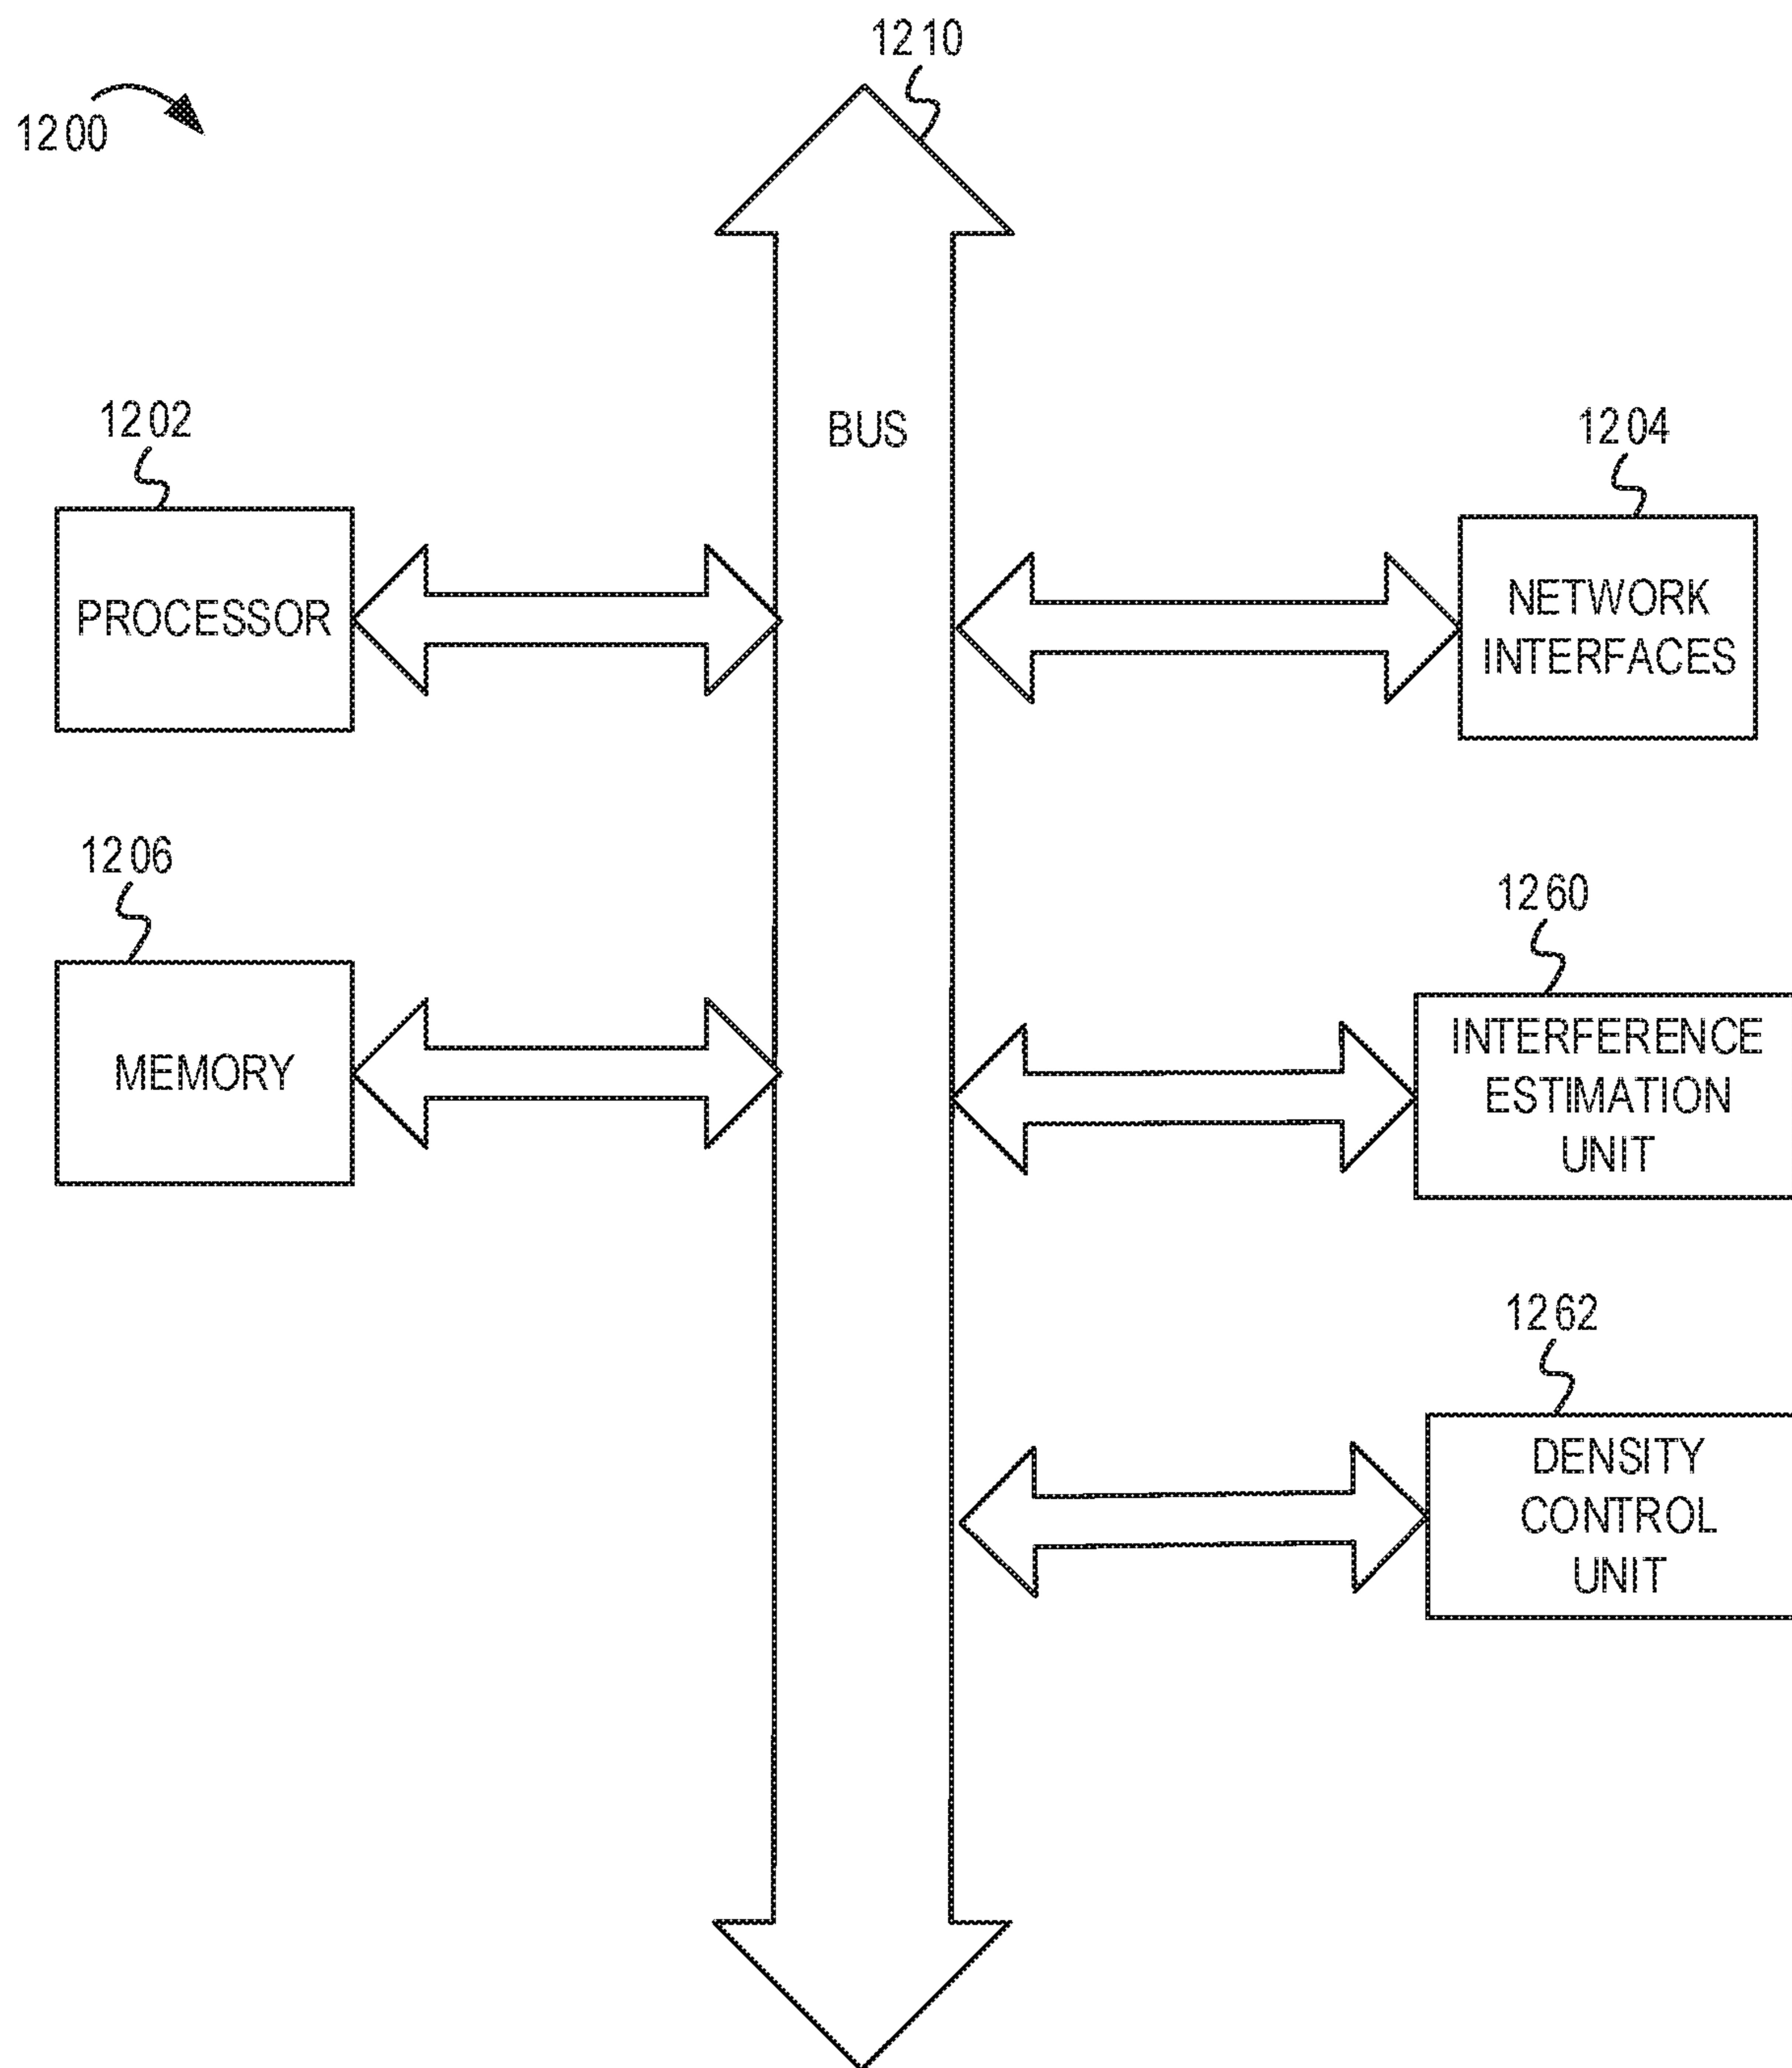 1210
1200
1202
BUS
1204
PROCESSOR
NETWORK
INTERFACES
1206
1260
MEMORY
INTERFERENCE
ESTIMATION
UNIT
1262
DENSITY
CONTROL
UNIT